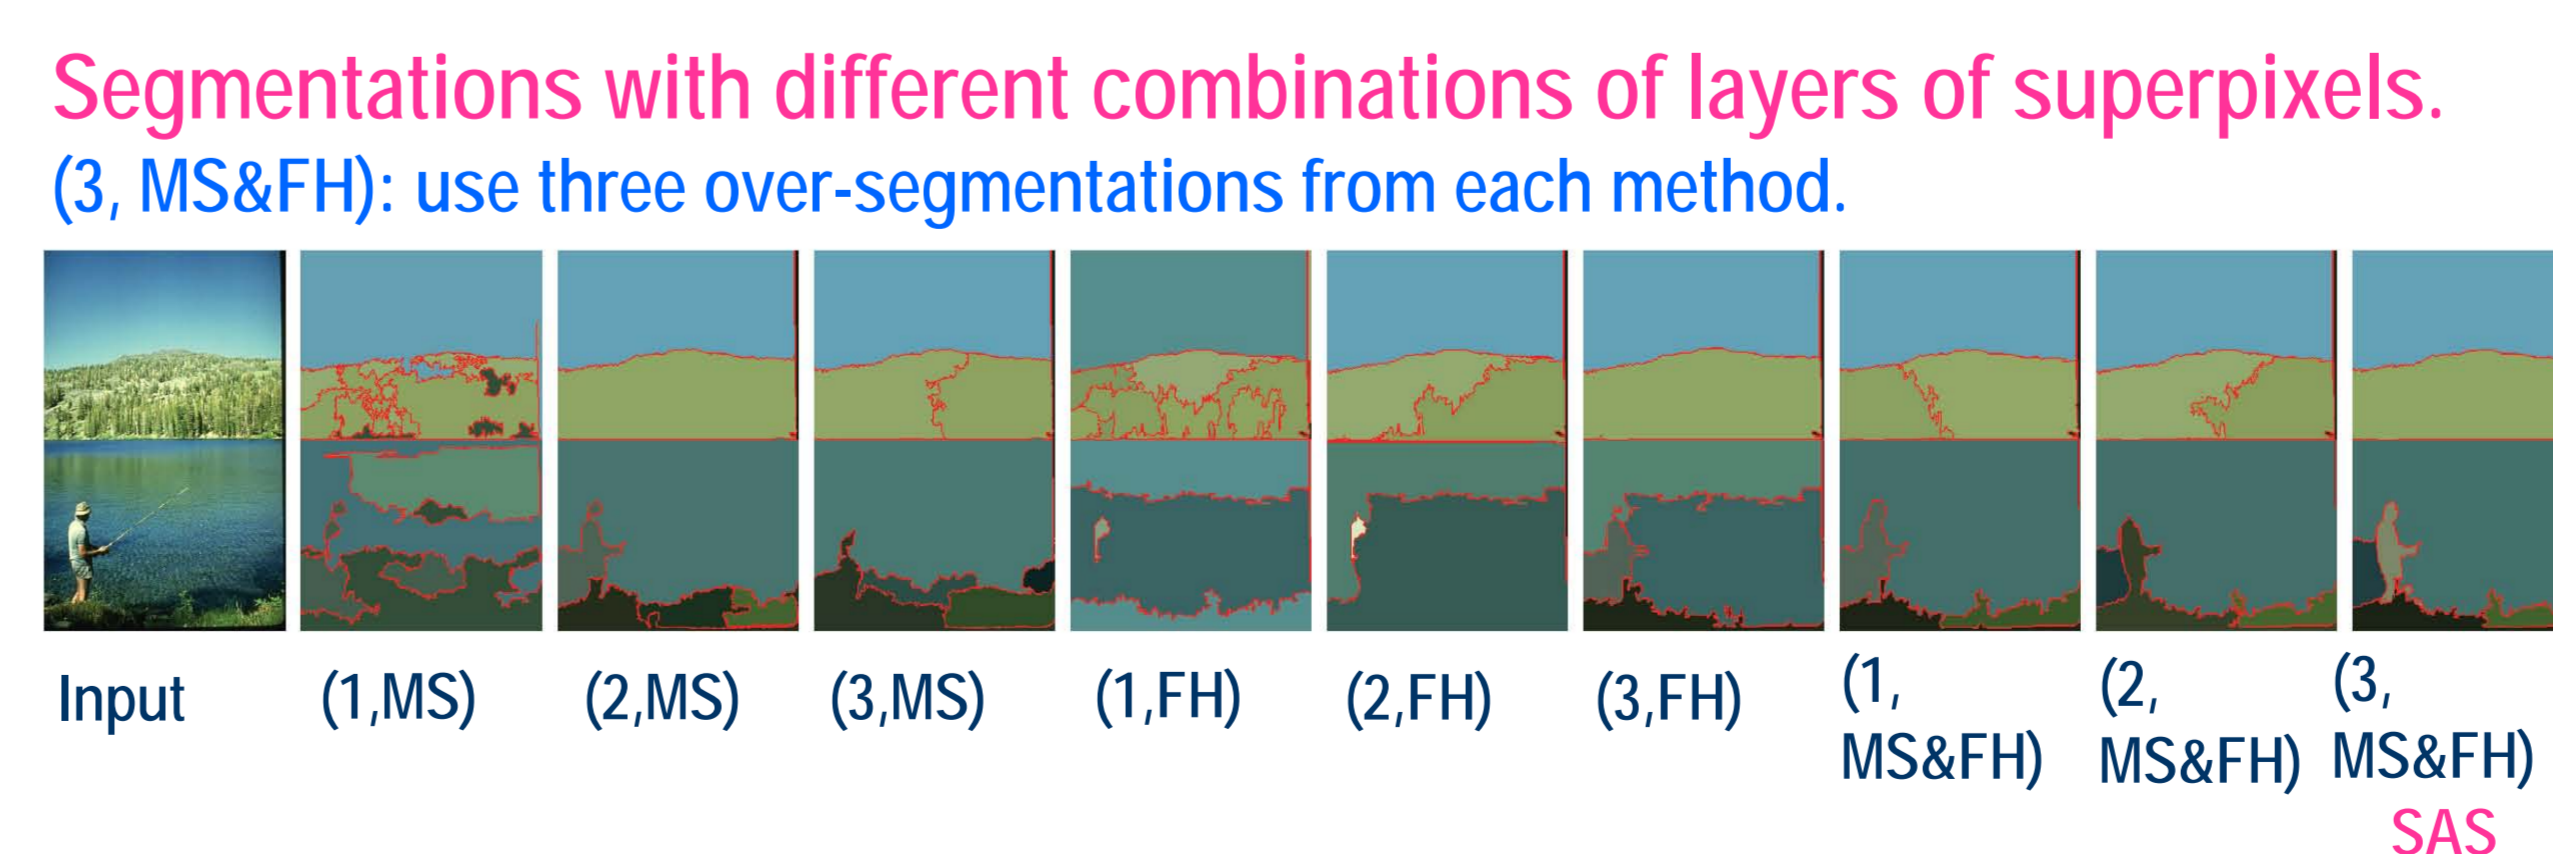 Segmentations with different combinations of layers of superpixels.
(3, MS&FH): use three over-segmentations from each method.
Input
(1,MS)
(2,MS)
(3,MS)
(1,FH)
(2,FH)
(3,FH)
(1,
MS&FH)
(2,
MS&FH)
(3,
MS&FH)
SAS